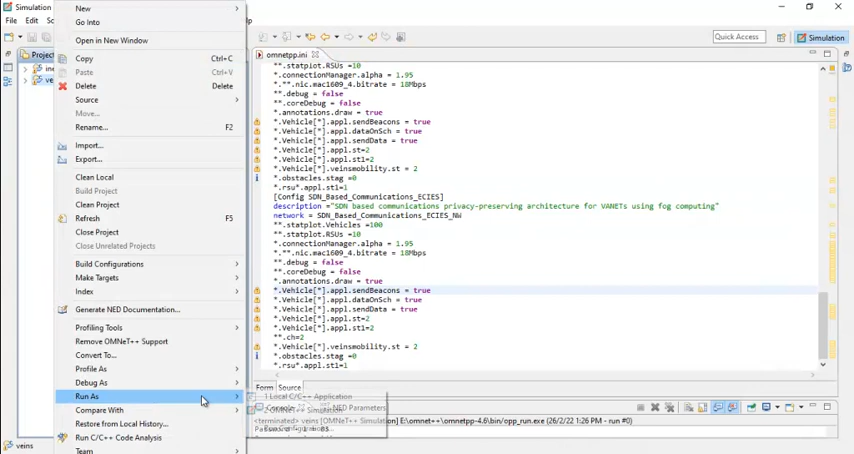 Simulation
File Edit
Quick Access
Simulation
New
Go Into
Open in New Window
Copy Ctrl+C
Paste Ctrl+V
Delete Delete
Source
Move...
Rename... F2
Import...
Export...
Clean Local
Build Project
Clean Project
Refresh F5
Close Project
Close Unrelated Projects
Build Configurations
Make Targets
Index
Generate NED Documentation...
Profiling Tools
Remove OMNeT++ Support
Convert To...
Profile As
Debug As
Run As
Compare With
Restore from Local History...
Run C/C++ Code Analysis
Team
1 Local C/C++ Application
2 OMNeT++ Simulation
NED Parameters
omnetpp.ini
**.statplot.RSUs =10
*.connectionManager.alpha = 1.95
*.**.nic.mac1609_4.bitrate = 18Mbps
**.debug = false
**.coreDebug = false
*.annotations.draw = true
*.Vehicle[*].appl.sendBeacons = true
*.Vehicle[*].appl.dataOnSch = true
*.Vehicle[*].appl.sendData = true
*.Vehicle[*].appl.st=2
*.Vehicle[*].appl.st1=2
*.Vehicle[*].veinsmobility.st = 2
*.obstacles.stag =0
*.rsu*.appl.st1=1
[Config SDN_Based_Communications_ECIES]
description ="SDN based communications privacy-preserving architecture for VANETs using fog computing"
network = SDN_Based_Communications_ECIES_NW
**.statplot.Vehicles =100
**.statplot.RSUs =10
*.connectionManager.alpha = 1.95
*.**.nic.mac1609_4.bitrate = 18Mbps
**.debug = false
**.coreDebug = false
*.annotations.draw = true
*.Vehicle[*].appl.sendBeacons = true
*.Vehicle[*].appl.dataOnSch = true
*.Vehicle[*].appl.sendData = true
*.Vehicle[*].appl.st=2
*.Vehicle[*].appl.st1=2
**.ch=2
*.Vehicle[*].veinsmobility.st = 2
*.obstacles.stag =0
*.rsu*.appl.st1=1
Form Source
<terminated> veins [OMNeT++ Simulation] E:\omnet++\omnetpp-4.6\bin\opp_run.exe (26/2/22 1:26 PM - run #0)
veins